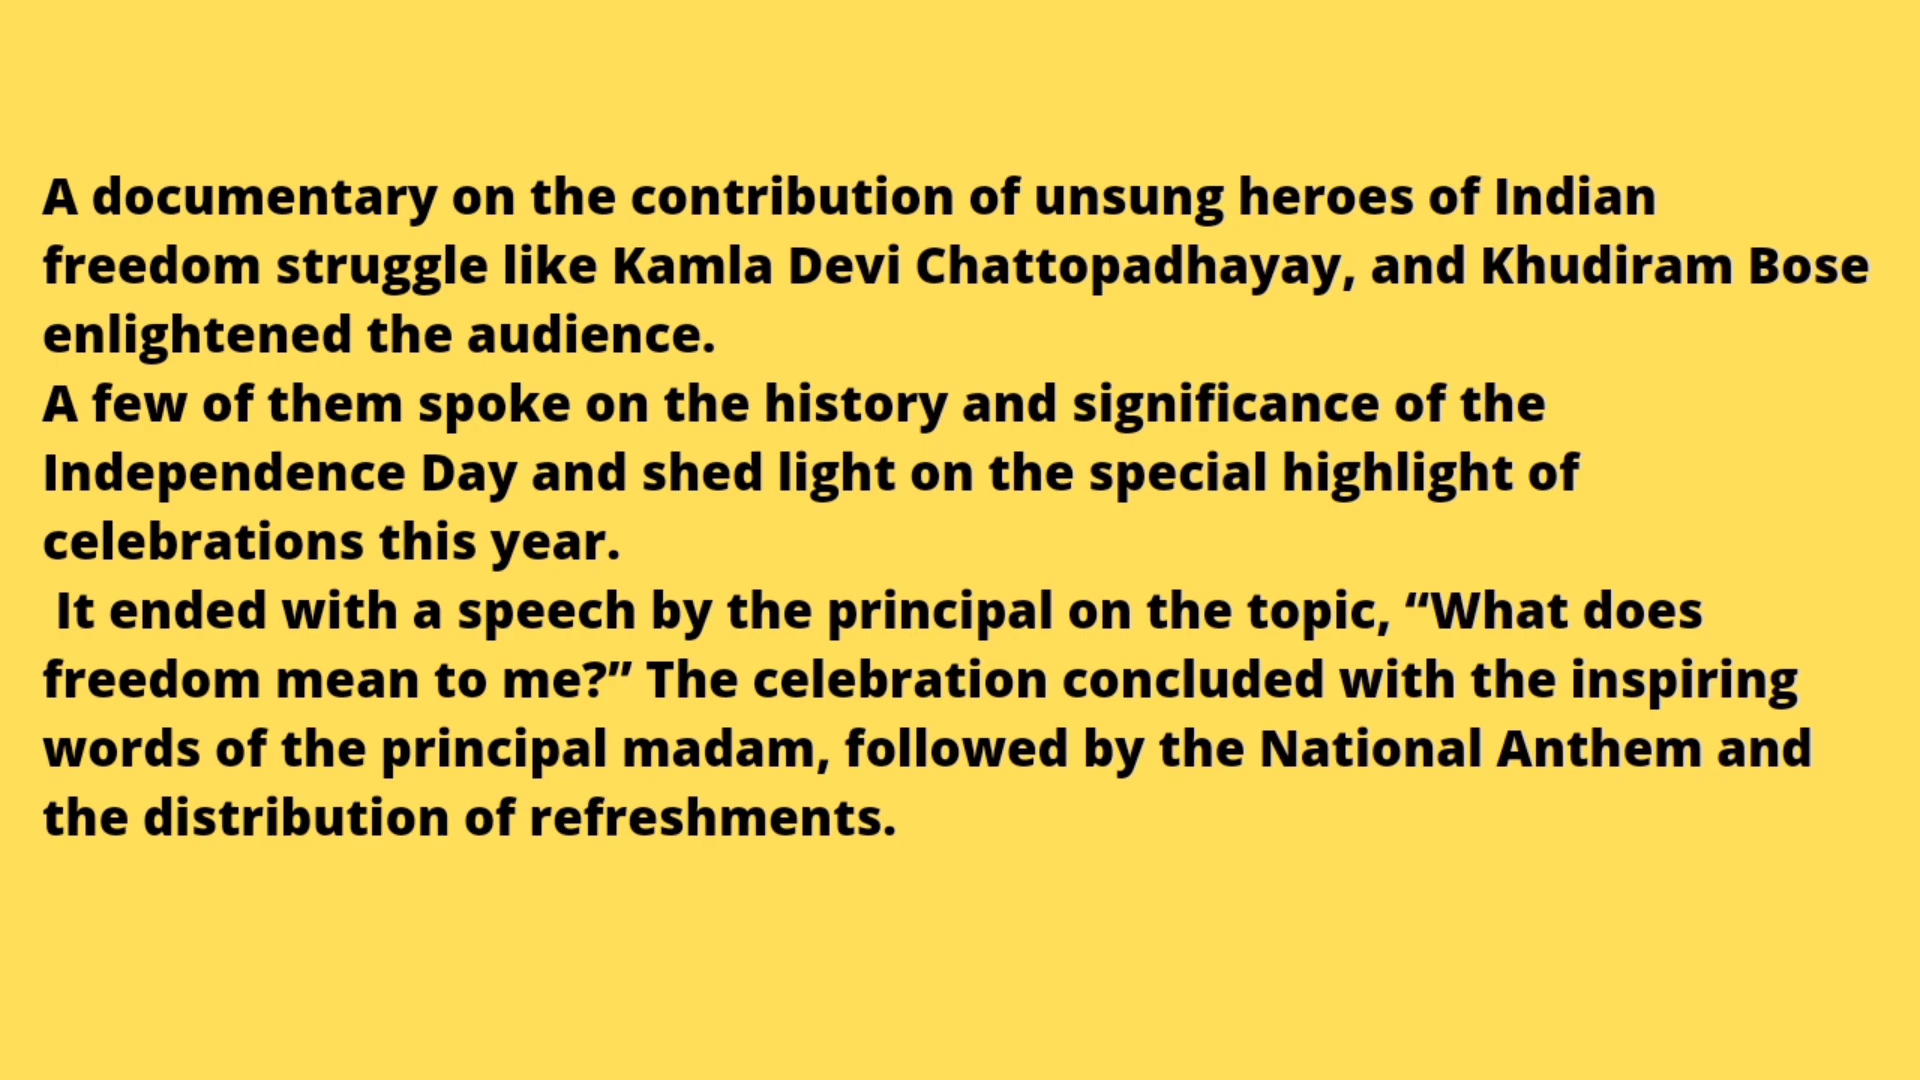 A documentary on the contribution of unsung heroes of Indian
freedom struggle like Kamla Devi Chattopadhayay, and Khudiram Bose
enlightened the audience.
A few of them spoke on the history and significance of the
Independence Day and shed light on the special highlight of
celebrations this year.
It ended with a speech by the principal on the topic, “What does
freedom mean to me?” The celebration concluded with the inspiring
words of the principal madam, followed by the National Anthem and
the distribution of refreshments.